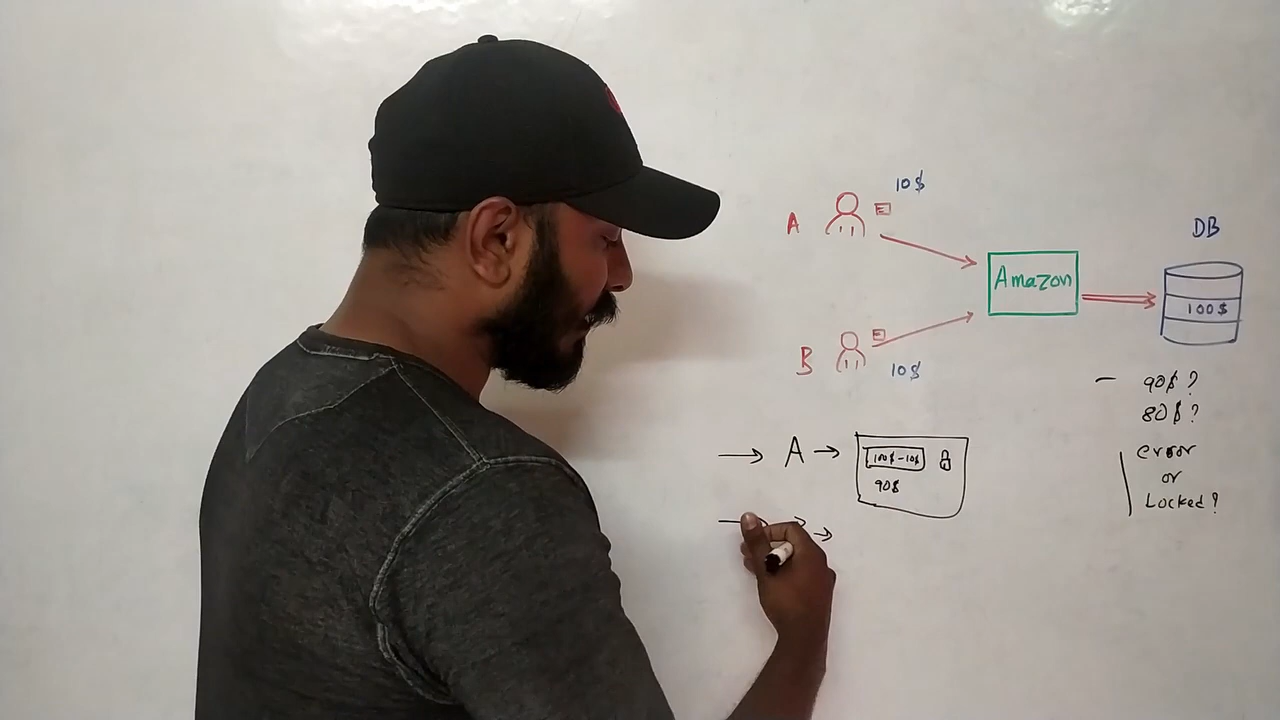 10$
A
Amazon
DB
100$
B
10$
90$?
80$?
error
or
Locked?
A
100$-10$
90$